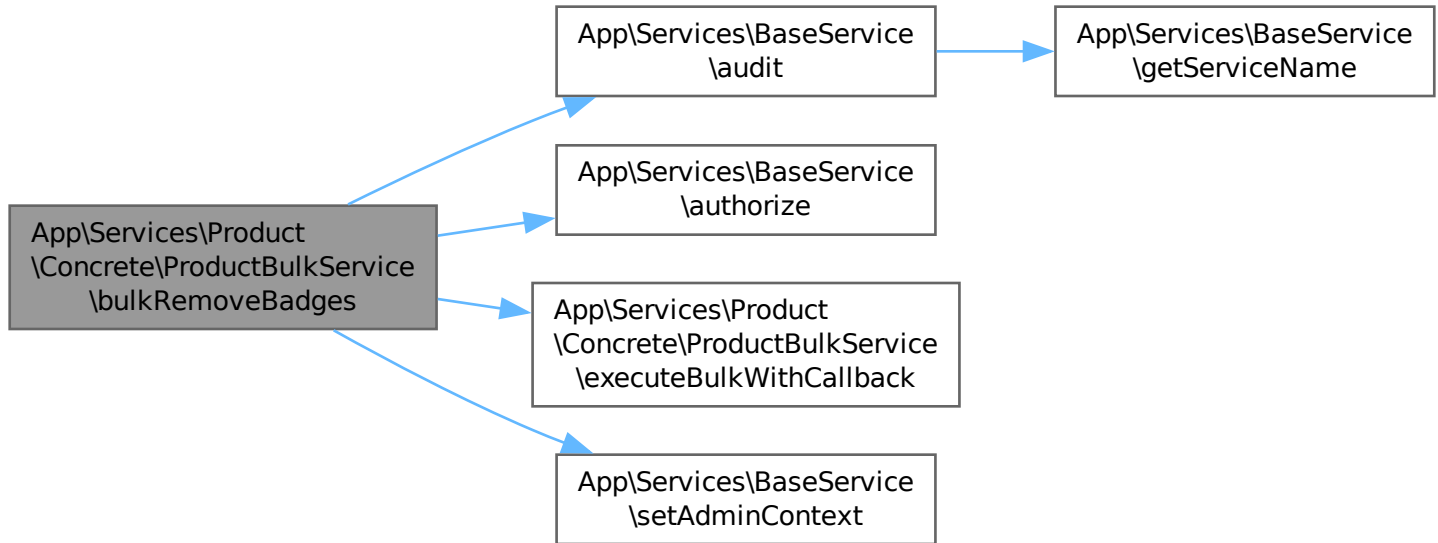 App\Services\Product
\Concrete\ProductBulkService
\bulkRemoveBadges
App\Services\BaseService
\audit
App\Services\BaseService
\getServiceName
App\Services\BaseService
\authorize
App\Services\Product
\Concrete\ProductBulkService
\executeBulkWithCallback
App\Services\BaseService
\setAdminContext